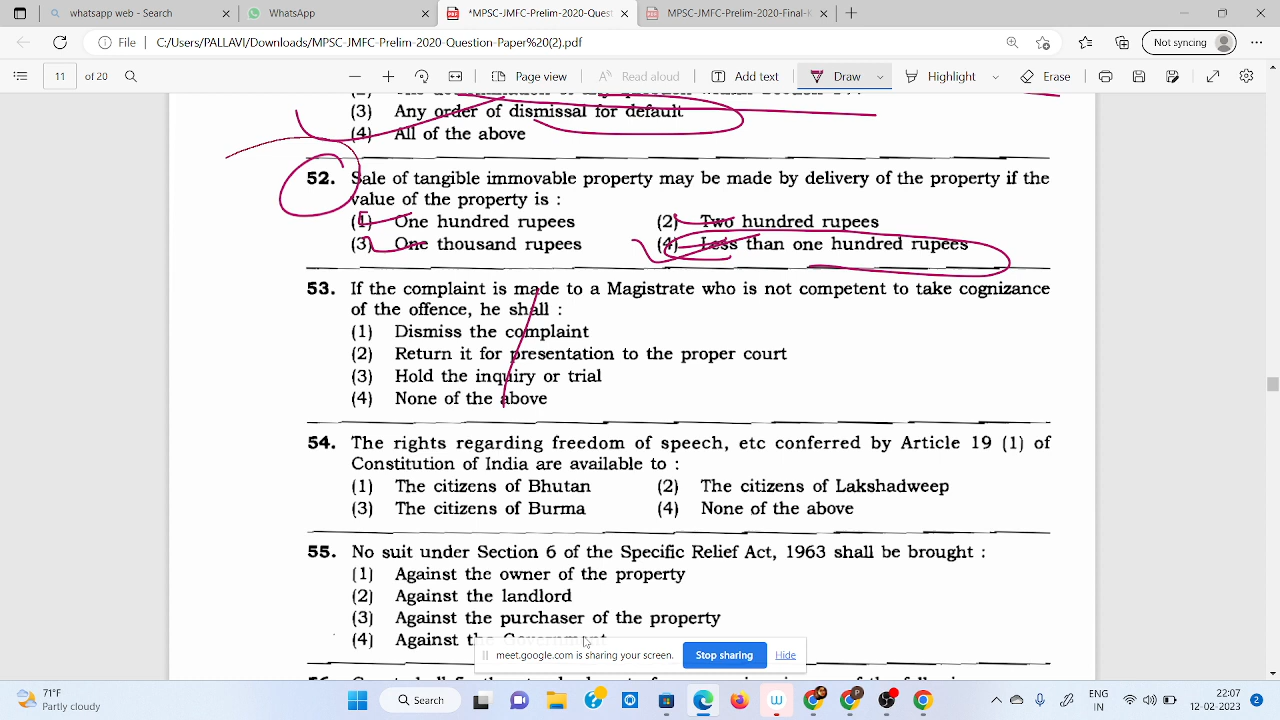 whatsapp web - Search
WhatsApp
*MPSC-JMFC-Prelim-2020-Quest
MPSC-JMFC-Prelim-2020-Final-K
File
C:/Users/PALLAVI/Downloads/MPSC_JMFC-Prelim-2020-Question-Paper%20(2).pdf
Not syncing
11 of 20
Page view
Read aloud
Add text
Draw
Highlight
Erase
(3) Any order of dismissal for default
(4) All of the above
52. Sale of tangible immovable property may be made by delivery of the property if the
value of the property is :
(1) One hundred rupees (2) Two hundred rupees
(3) One thousand rupees (4) Less than one hundred rupees
53. If the complaint is made to a Magistrate who is not competent to take cognizance
of the offence, he shall :
(1) Dismiss the complaint
(2) Return it for presentation to the proper court
(3) Hold the inquiry or trial
(4) None of the above
54. The rights regarding freedom of speech, etc conferred by Article 19 (1) of
Constitution of India are available to :
(1) The citizens of Bhutan (2) The citizens of Lakshadweep
(3) The citizens of Burma (4) None of the above
55. No suit under Section 6 of the Specific Relief Act, 1963 shall be brought :
(1) Against the owner of the property
(2) Against the landlord
(3) Against the purchaser of the property
(4) Against the Government
meet.google.com is sharing your screen.
Stop sharing
Hide
71°F
Partly cloudy
Search
ENG
IN
20:07
12-02-2023
2